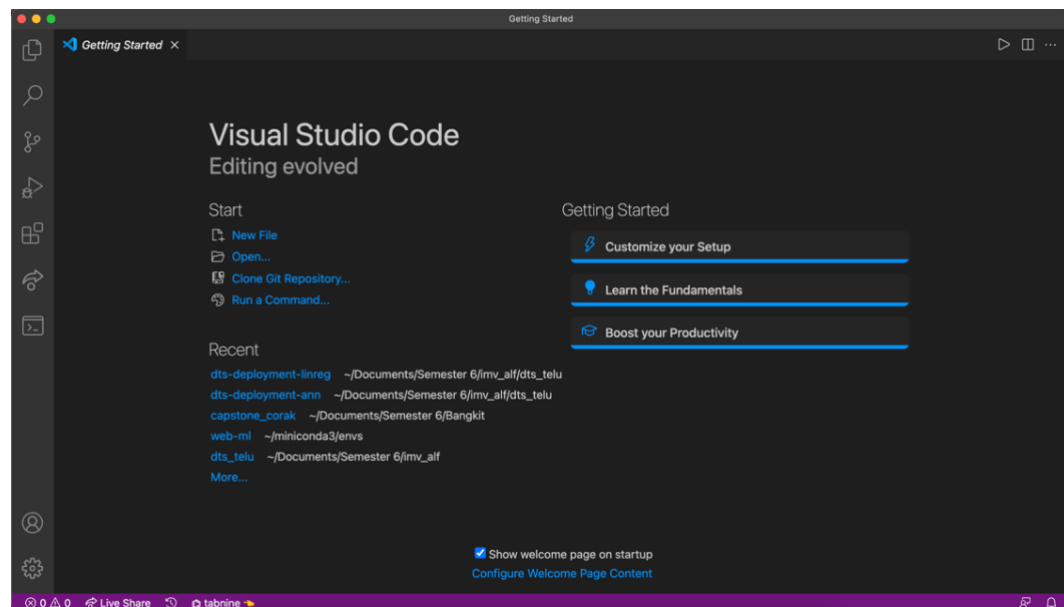 Getting Started
Getting Started
Visual Studio Code
Editing evolved
Start
New File
Open...
Clone Git Repository...
Run a Command...
Recent
dts-deployment-linreg ~/Documents/Semester 6/imv_alf/dts_telu
dts-deployment-ann ~/Documents/Semester 6/imv_alf/dts_telu
capstone_corak ~/Documents/Semester 6/Bangkit
web-ml ~/miniconda3/envs
dts_telu ~/Documents/Semester 6/imv_alf
More...
Getting Started
Customize your Setup
Learn the Fundamentals
Boost your Productivity
Show welcome page on startup
Configure Welcome Page Content
0 0 Live Share tabnine